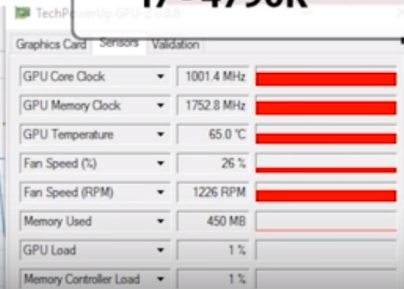 i7 - 4790K
TechPowerUp GPU-Z
Graphics Card Sensors Validation
GPU Core Clock 1001.4 MHz
GPU Memory Clock 1752.8 MHz
GPU Temperature 65.0 °C
Fan Speed (%) 26 %
Fan Speed (RPM) 1226 RPM
Memory Used 450 MB
GPU Load 1 %
Memory Controller Load 1 %